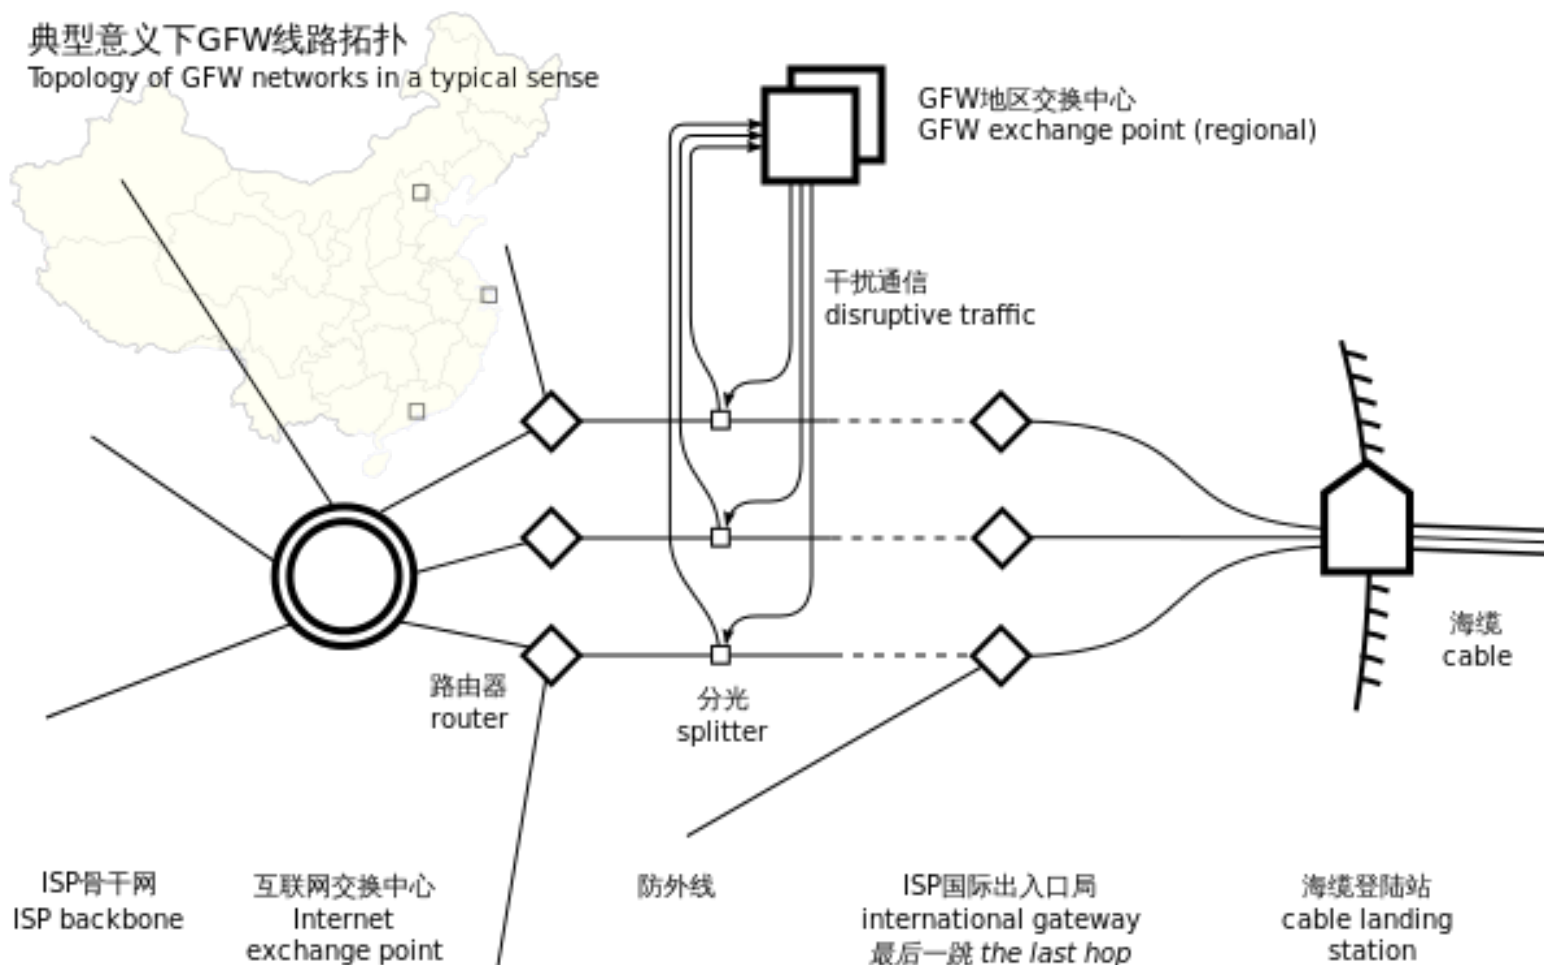 典型意义下GFW线路拓扑
Topology of GFW networks in a typical sense
GFW地区交换中心
GFW exchange point (regional)
干扰通信
disruptive traffic
海缆
cable
路由器
router
分光
splitter
ISP骨干网
ISP backbone
互联网交换中心
Internet
exchange point
防外线
ISP国际出入口局
international gateway
最后一跳 the last hop
海缆登陆站
cable landing
station